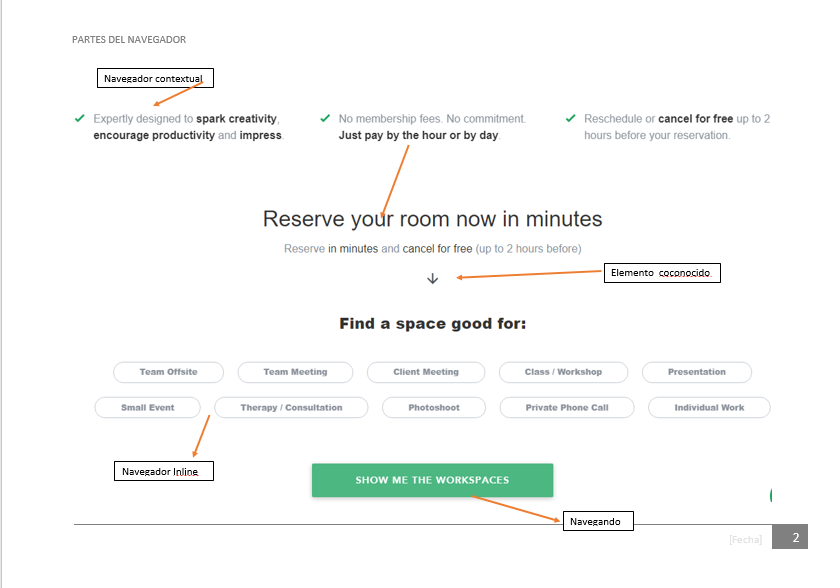 PARTES DEL NAVEGADOR
Navegador contextual
Expertly designed to spark creativity,
encourage productivity and impress.
No membership fees. No commitment.
Just pay by the hour or by day.
Reschedule or cancel for free up to 2
hours before your reservation.
Reserve your room now in minutes
Reserve in minutes and cancel for free (up to 2 hours before)
Elemento coconocido.
Find a space good for:
Team Offsite
Team Meeting
Client Meeting
Class / Workshop
Presentation
Small Event
Therapy / Consultation
Photoshoot
Private Phone Call
Individual Work
Navegador Inline
SHOW ME THE WORKSPACES
Navegando
[Fecha]
2